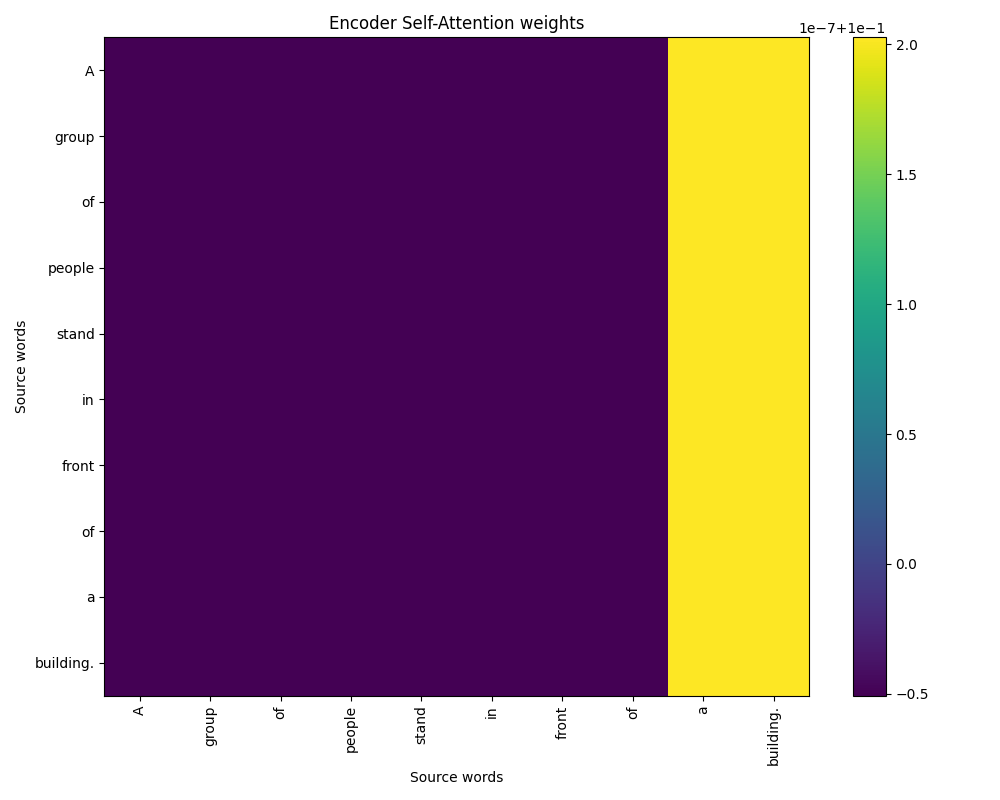 Encoder Self-Attention weights
1e−7+1e−1
2.0
1.5
1.0
0.5
0.0
−0.5
Source words
A
group
of
people
stand
in
front
of
a
building.
A
group
of
people
stand
in
front
of
a
building.
Source words